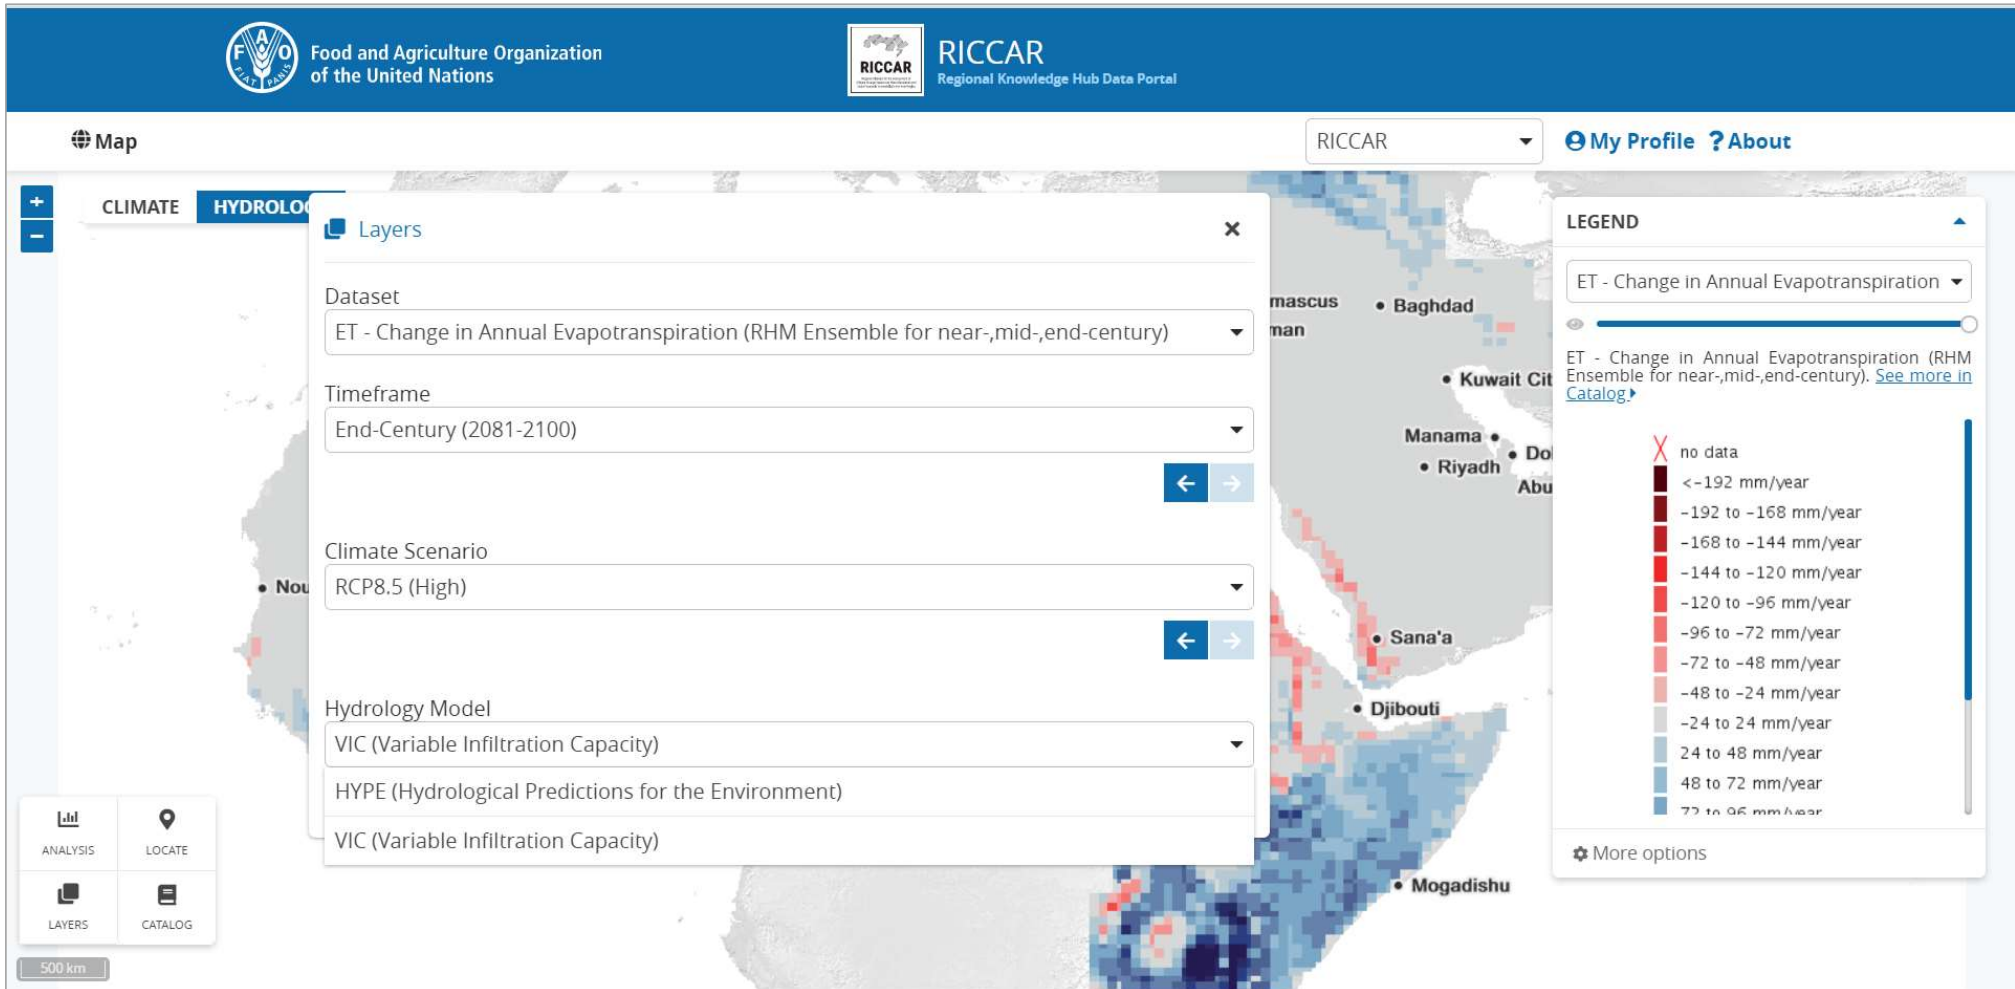 Food and Agriculture Organization
of the United Nations
FAO
FIAT PANIS
RICCAR
RICCAR
Regional Knowledge Hub Data Portal
Map
RICCAR
My Profile
? About
+
−
CLIMATE
HYDROLOG
Layers
Dataset
ET - Change in Annual Evapotranspiration (RHM Ensemble for near-,mid-,end-century)
Timeframe
End-Century (2081-2100)
Climate Scenario
RCP8.5 (High)
Hydrology Model
VIC (Variable Infiltration Capacity)
HYPE (Hydrological Predictions for the Environment)
VIC (Variable Infiltration Capacity)
mascus
Baghdad
man
Kuwait Cit
Manama
Do
Riyadh
Abu
Nou
Sana'a
Djibouti
Mogadishu
LEGEND
ET - Change in Annual Evapotranspiration
ET - Change in Annual Evapotranspiration (RHM
Ensemble for near-,mid-,end-century). See more in
Catalog
no data
<-192 mm/year
-192 to -168 mm/year
-168 to -144 mm/year
-144 to -120 mm/year
-120 to -96 mm/year
-96 to -72 mm/year
-72 to -48 mm/year
-48 to -24 mm/year
-24 to 24 mm/year
24 to 48 mm/year
48 to 72 mm/year
72 to 96 mm/year
More options
ANALYSIS
LOCATE
LAYERS
CATALOG
500 km